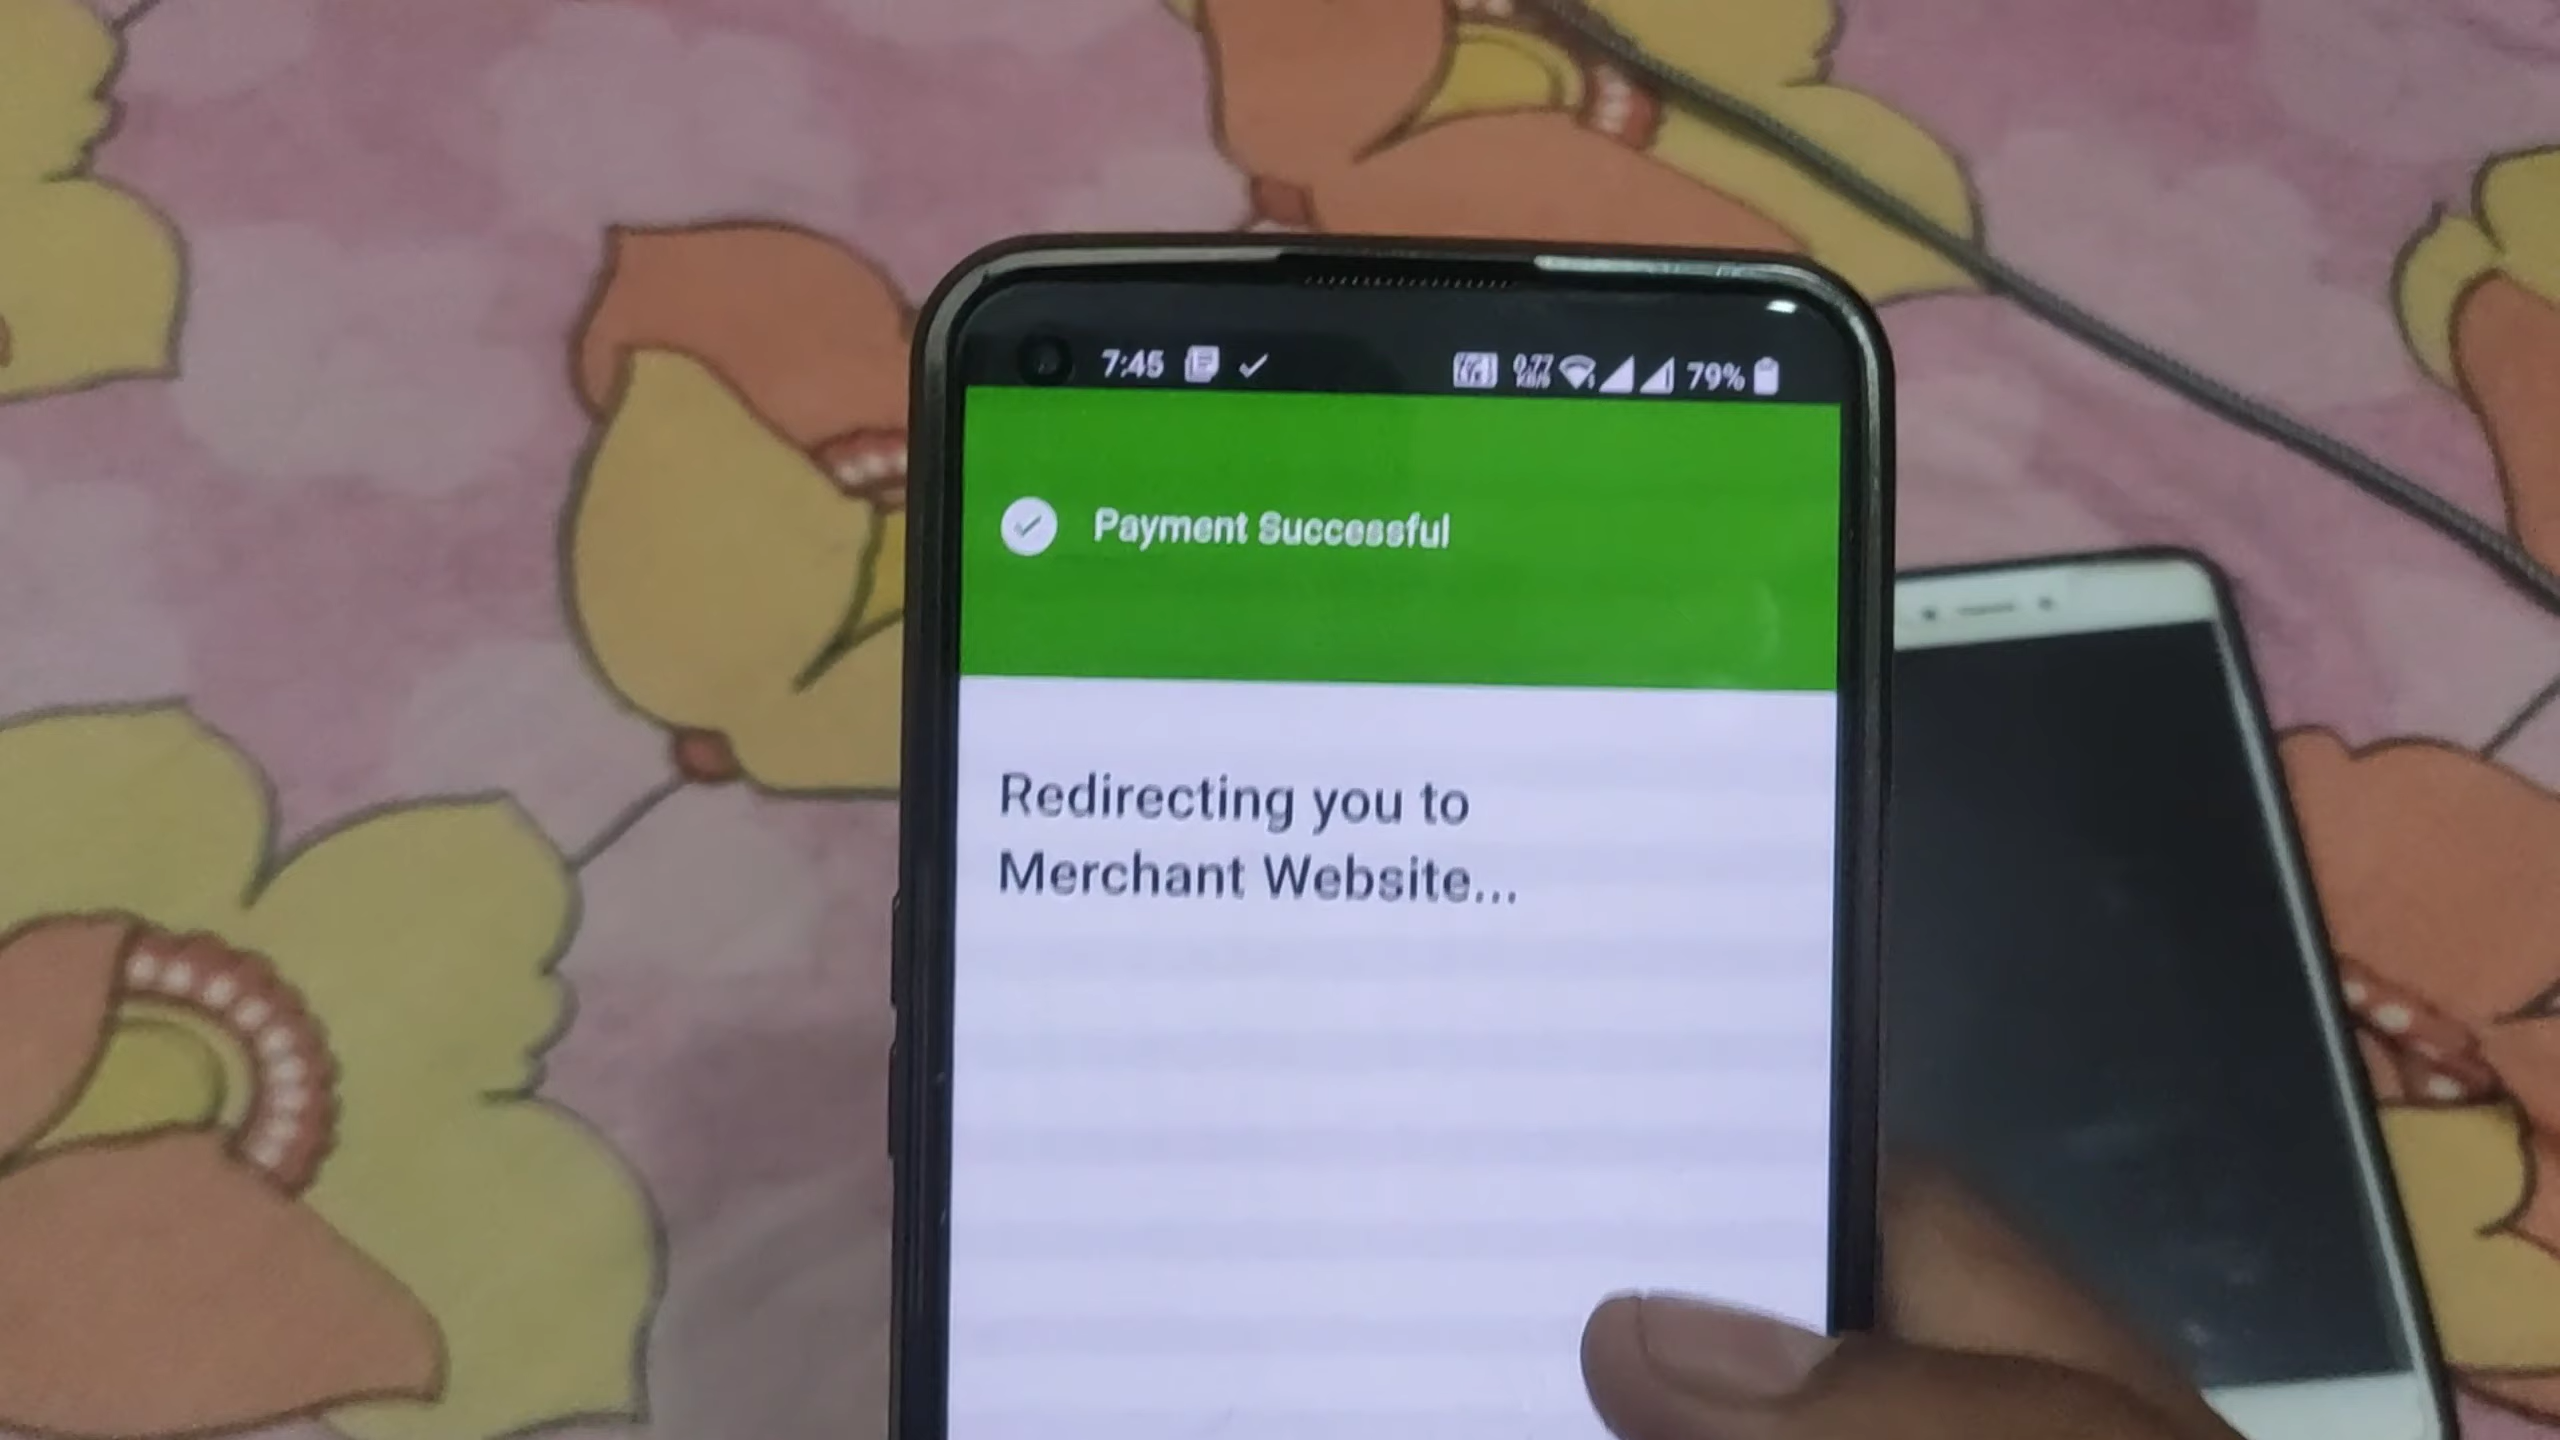 7:45 79%
Payment Successful
Redirecting you to
Merchant Website...